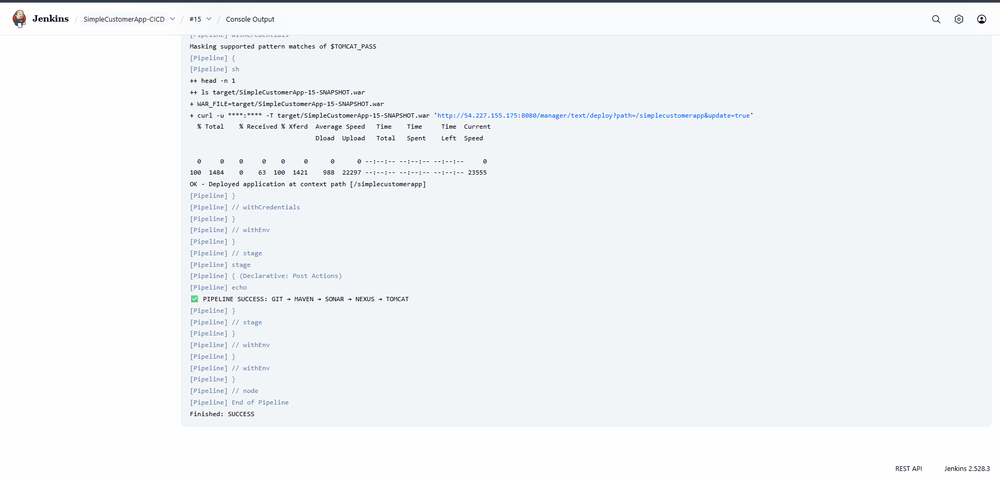 Jenkins / SimpleCustomerApp-CICD / #15 / Console Output
[Pipeline] withCredentials
Masking supported pattern matches of $TOMCAT_PASS
[Pipeline] {
[Pipeline] sh
++ head -n 1
++ ls target/SimpleCustomerApp-15-SNAPSHOT.war
+ WAR_FILE=target/SimpleCustomerApp-15-SNAPSHOT.war
+ curl -u ****:**** -T target/SimpleCustomerApp-15-SNAPSHOT.war 'http://54.227.155.175:8080/manager/text/deploy?path=/simplecustomerapp&update=true'
  % Total    % Received % Xferd  Average Speed   Time    Time     Time  Current
                                 Dload  Upload   Total   Spent    Left  Speed
  0     0    0     0    0     0      0      0 --:--:-- --:--:-- --:--:--     0
100  1484    0    63  100  1421    988  22297 --:--:-- --:--:-- --:--:-- 23555
OK - Deployed application at context path [/simplecustomerapp]
[Pipeline] }
[Pipeline] // withCredentials
[Pipeline] }
[Pipeline] // withEnv
[Pipeline] }
[Pipeline] // stage
[Pipeline] stage
[Pipeline] { (Declarative: Post Actions)
[Pipeline] echo
✅ PIPELINE SUCCESS: GIT → MAVEN → SONAR → NEXUS → TOMCAT
[Pipeline] }
[Pipeline] // stage
[Pipeline] }
[Pipeline] // withEnv
[Pipeline] }
[Pipeline] // withEnv
[Pipeline] }
[Pipeline] // node
[Pipeline] End of Pipeline
Finished: SUCCESS
REST API Jenkins 2.528.3